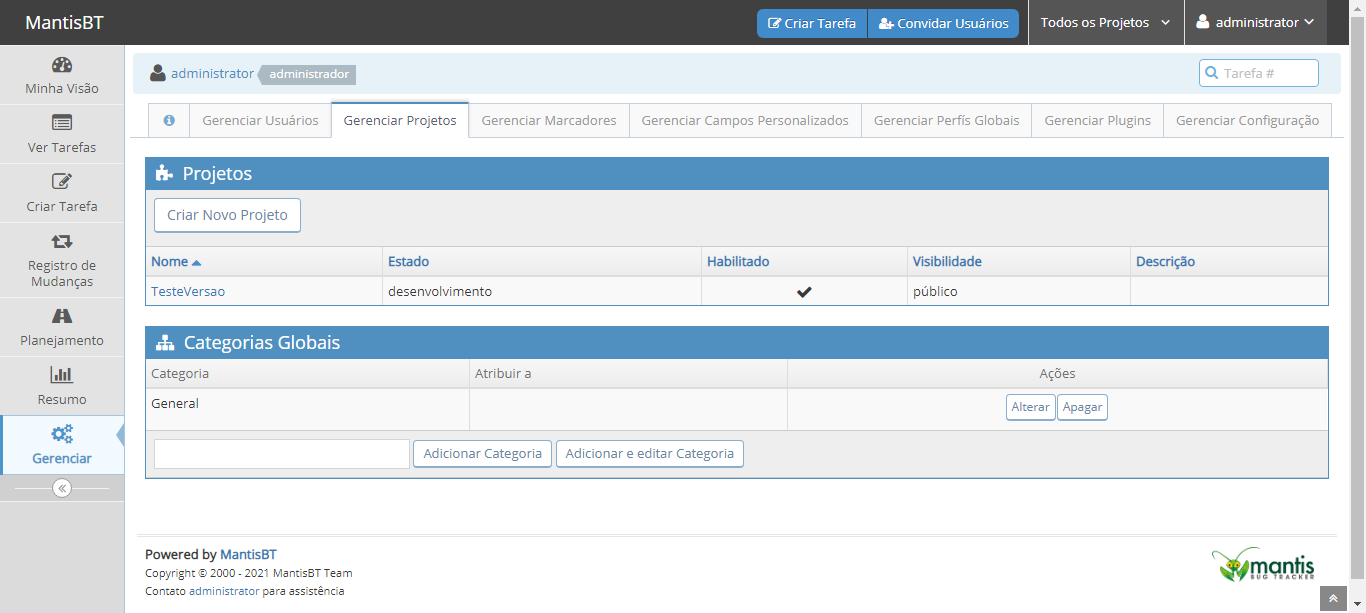 MantisBT
Criar Tarefa
Convidar Usuários
Todos os Projetos
administrator
Minha Visão
Ver Tarefas
Criar Tarefa
Registro de
Mudanças
Planejamento
Resumo
Gerenciar
administrator administrador
Tarefa #
Gerenciar Usuários
Gerenciar Projetos
Gerenciar Marcadores
Gerenciar Campos Personalizados
Gerenciar Perfís Globais
Gerenciar Plugins
Gerenciar Configuração
Projetos
Criar Novo Projeto
Nome Estado Habilitado Visibilidade Descrição
TesteVersao desenvolvimento público
Categorias Globais
Categoria Atribuir a Ações
General Alterar Apagar
Adicionar Categoria Adicionar e editar Categoria
Powered by MantisBT
Copyright © 2000 - 2021 MantisBT Team
Contato administrator para assistência
mantis
BUG TRACKER